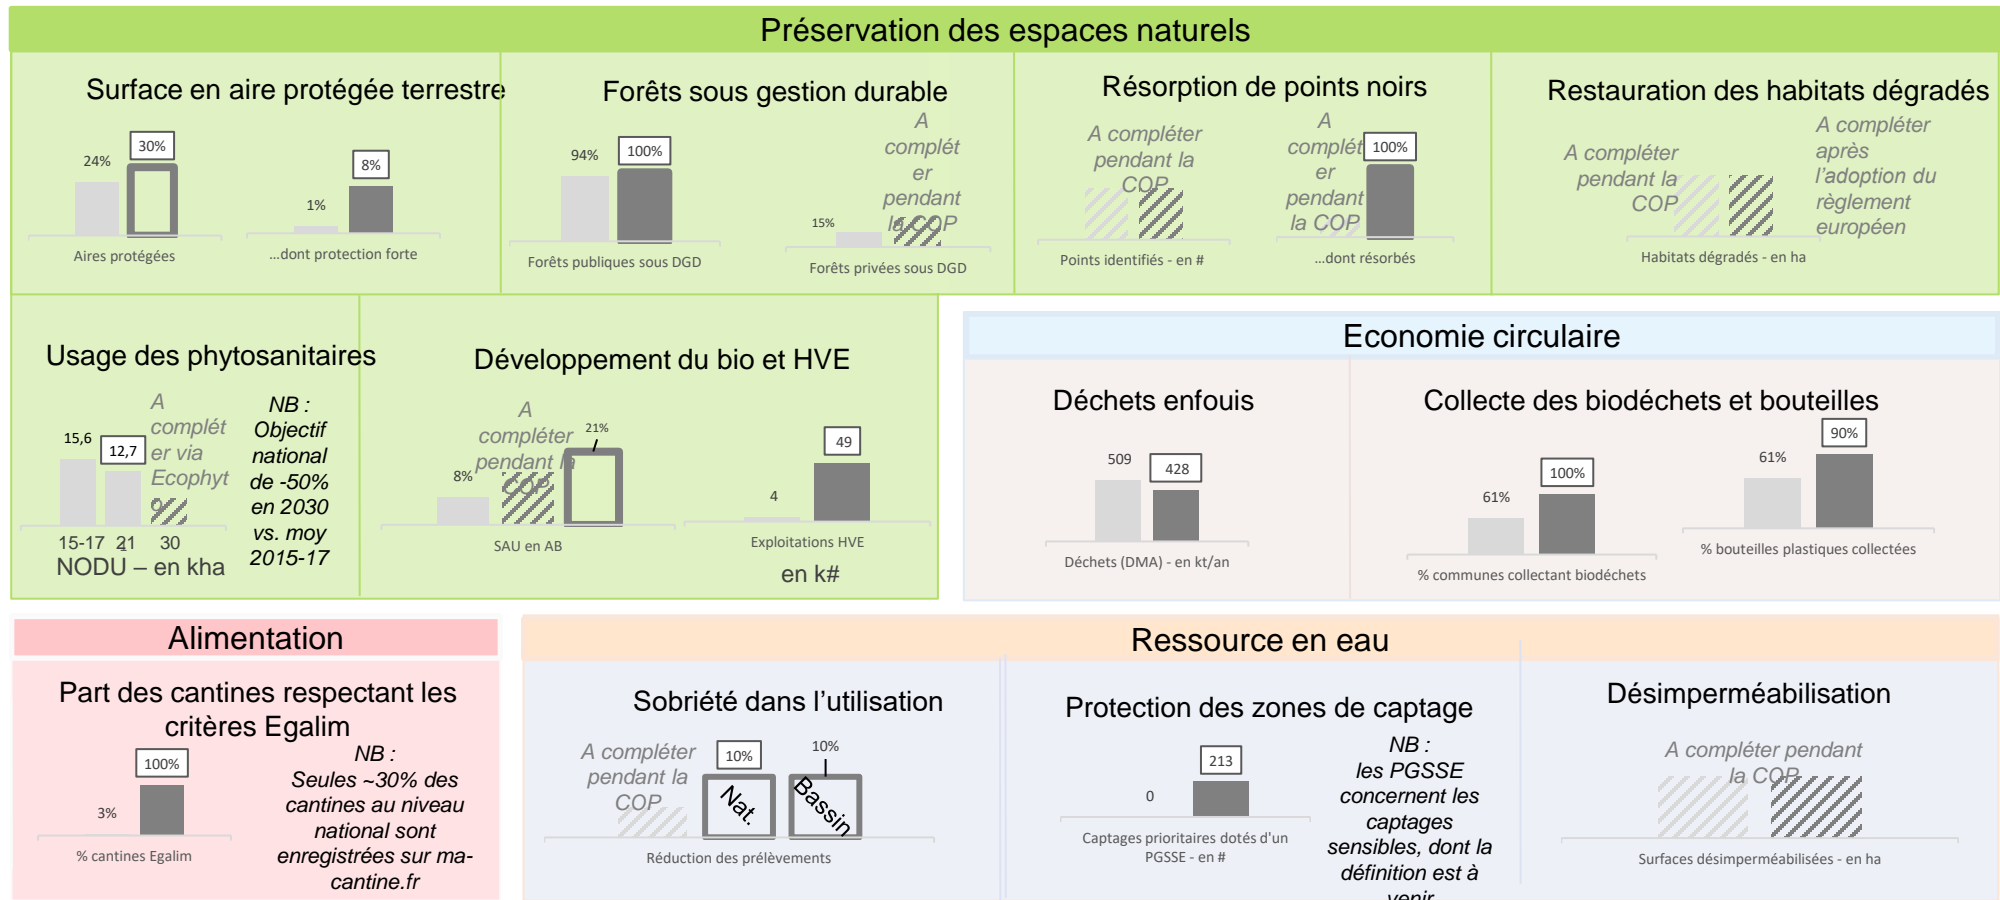 Préservation des espaces naturels
Surface en aire protégée terrestre
24%
30%
Aires protégées
1%
8%
...dont protection forte
Forêts sous gestion durable
94%
100%
Forêts publiques sous DGD
A
complét
er
pendant
la COP
15%
Forêts privées sous DGD
Résorption de points noirs
A compléter
pendant la
COP
Points identifiés - en #
A
complét
er
pendant
la COP
100%
...dont résorbés
Restauration des habitats dégradés
A compléter
pendant la
COP
A compléter
après
l’adoption du
règlement
européen
Habitats dégradés - en ha
Usage des phytosanitaires
15,6
12,7
A
complét
er via
Ecophyt
o
15-17
21
30
NODU – en kha
NB :
Objectif
national
de -50%
en 2030
vs. moy
2015-17
Développement du bio et HVE
8%
A
compléter
pendant la
COP
21%
SAU en AB
4
49
Exploitations HVE
en k#
Economie circulaire
Déchets enfouis
509
428
Déchets (DMA) - en kt/an
Collecte des biodéchets et bouteilles
61%
100%
% communes collectant biodéchets
61%
90%
% bouteilles plastiques collectées
Alimentation
Part des cantines respectant les
critères Egalim
3%
100%
% cantines Egalim
NB :
Seules ~30% des
cantines au niveau
national sont
enregistrées sur ma-
cantine.fr
Ressource en eau
Sobriété dans l’utilisation
A compléter
pendant la
COP
10%
Nat.
10%
Bassin
Réduction des prélèvements
Protection des zones de captage
0
213
Captages prioritaires dotés d'un
PGSSE - en #
NB :
les PGSSE
concernent les
captages
sensibles, dont la
définition est à
venir
Désimperméabilisation
A compléter pendant
la COP
Surfaces désimperméabilisées - en ha